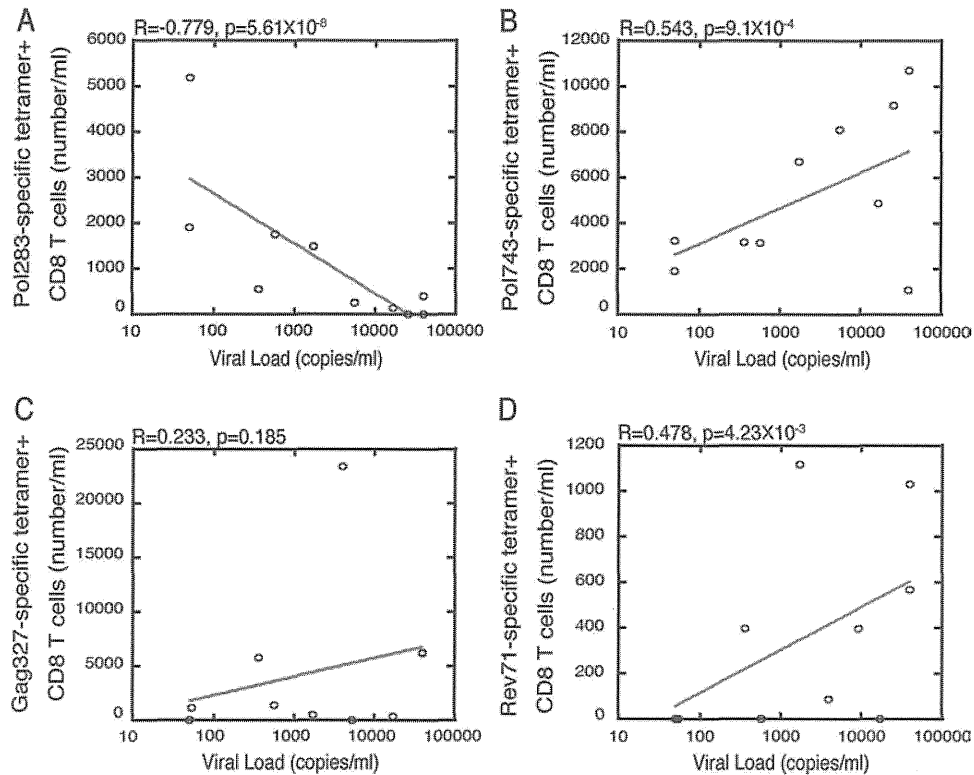 A
R=-0.779, p=5.61X10-8
Pol283-specific tetramer+
CD8 T cells (number/ml)
6000
5000
4000
3000
2000
1000
0
10 100 1000 10000 100000
Viral Load (copies/ml)
B
R=0.543, p=9.1X10-4
Pol743-specific tetramer+
CD8 T cells (number/ml)
12000
10000
8000
6000
4000
2000
0
10 100 1000 10000 100000
Viral Load (copies/ml)
C
R=0.233, p=0.185
Gag327-specific tetramer+
CD8 T cells (number/ml)
25000
20000
15000
10000
5000
0
10 100 1000 10000 100000
Viral Load (copies/ml)
D
R=0.478, p=4.23X10-3
Rev71-specific tetramer+
CD8 T cells (number/ml)
1200
1000
800
600
400
200
0
10 100 1000 10000 100000
Viral Load (copies/ml)